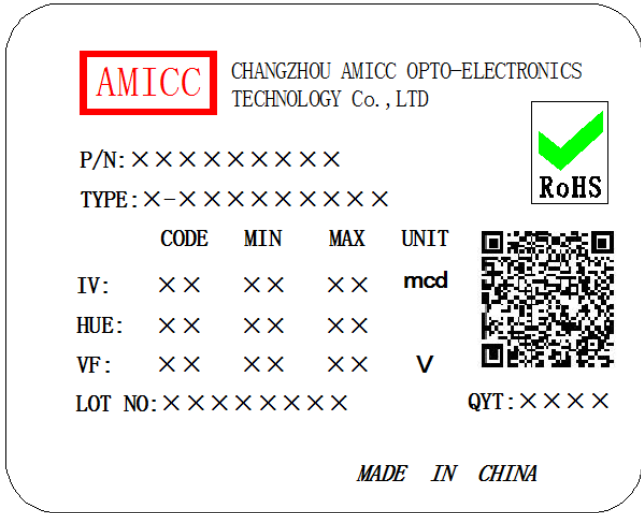 AMICC
CHANGZHOU AMICC OPTO-ELECTRONICS
TECHNOLOGY Co.,LTD
RoHS
P/N:×××××××××
TYPE:×-×××××××××
CODE MIN MAX UNIT
IV: ×× ×× ×× mcd
HUE: ×× ×× ××
VF: ×× ×× ×× V
LOT NO:×××××××× QYT:××××
MADE IN CHINA